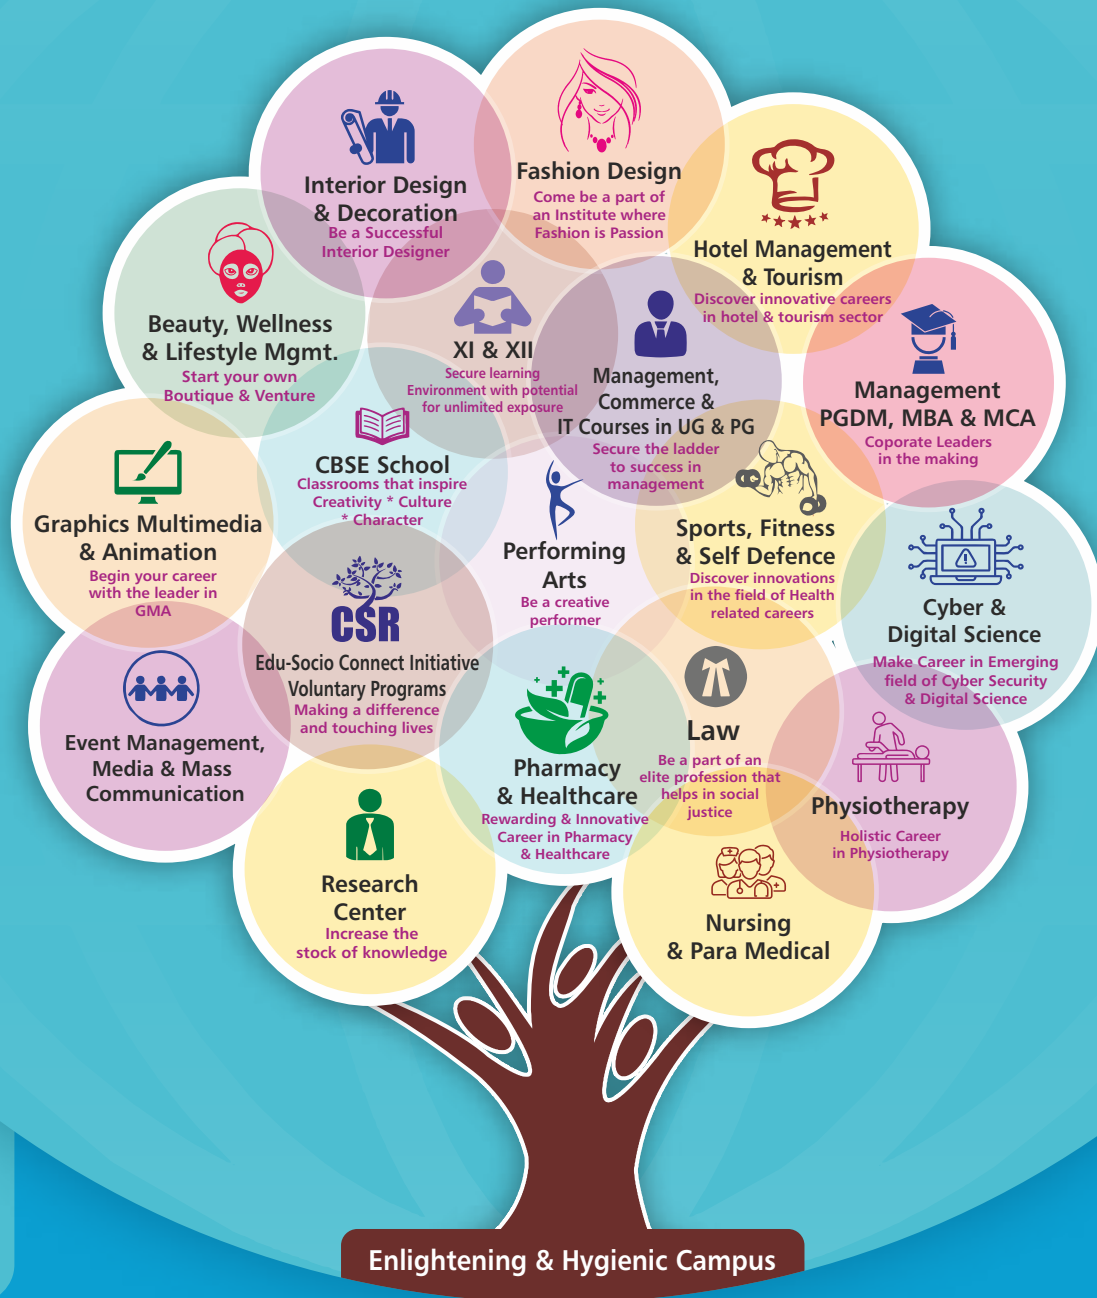 Interior Design
& Decoration
Be a Successful
Interior Designer
Fashion Design
Come be a part of
an Institute where
Fashion is Passion
Hotel Management
& Tourism
Discover innovative careers
in hotel & tourism sector
Beauty, Wellness
& Lifestyle Mgmt.
Start your own
Boutique & Venture
XI & XII
Secure learning
Environment with potential
for unlimited exposure
Management,
Commerce &
IT Courses in UG & PG
Secure the ladder
to success in
management
Management
PGDM, MBA & MCA
Coporate Leaders
in the making
Graphics Multimedia
& Animation
Begin your career
with the leader in
GMA
CBSE School
Classrooms that inspire
Creativity * Culture
* Character
Performing
Arts
Be a creative
performer
Sports, Fitness
& Self Defence
Discover innovations
in the field of Health
related careers
Cyber &
Digital Science
Make Career in Emerging
field of Cyber Security
& Digital Science
CSR
Edu-Socio Connect Initiative
Voluntary Programs
Making a difference
and touching lives
Event Management,
Media & Mass
Communication
Pharmacy
& Healthcare
Rewarding & Innovative
Career in Pharmacy
& Healthcare
Law
Be a part of an
elite profession that
helps in social
justice
Physiotherapy
Holistic Career
in Physiotherapy
Research
Center
Increase the
stock of knowledge
Nursing
& Para Medical
Enlightening & Hygienic Campus